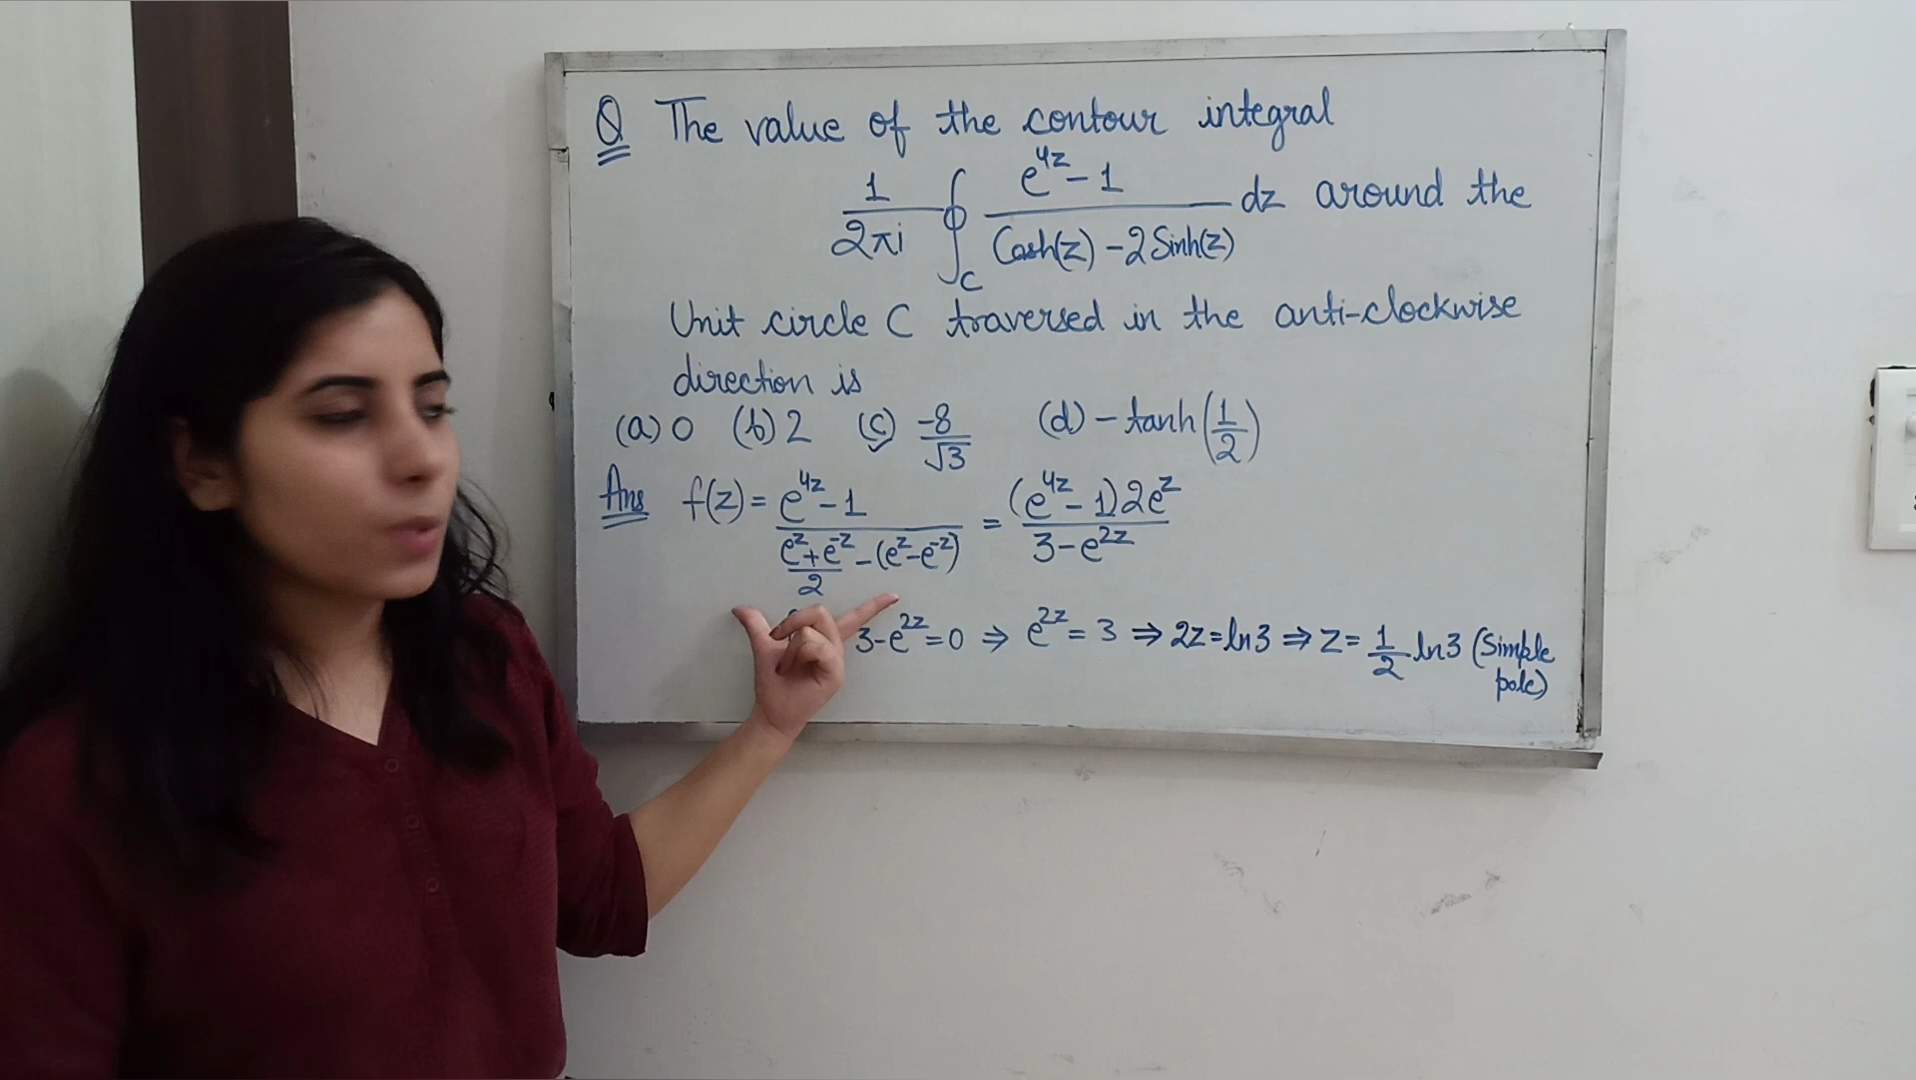 Q The value of the contour integral
1/2πi ∮_C (e^{4z} - 1)/(Cosh(z) - 2 Sinh(z)) dz around the
Unit circle C traversed in the anti-clockwise
direction is
(a) 0 (b) 2 (c) -8/√3 (d) - tanh(1/2)
Ans f(z) = (e^{4z} - 1)/((e^z + e^{-z})/2 - (e^z - e^{-z})) = (e^{4z} - 1) 2e^z/(3 - e^{2z})
3 - e^{2z} = 0 ⇒ e^{2z} = 3 ⇒ 2z = ln3 ⇒ z = 1/2 ln3 (Simple
pole)